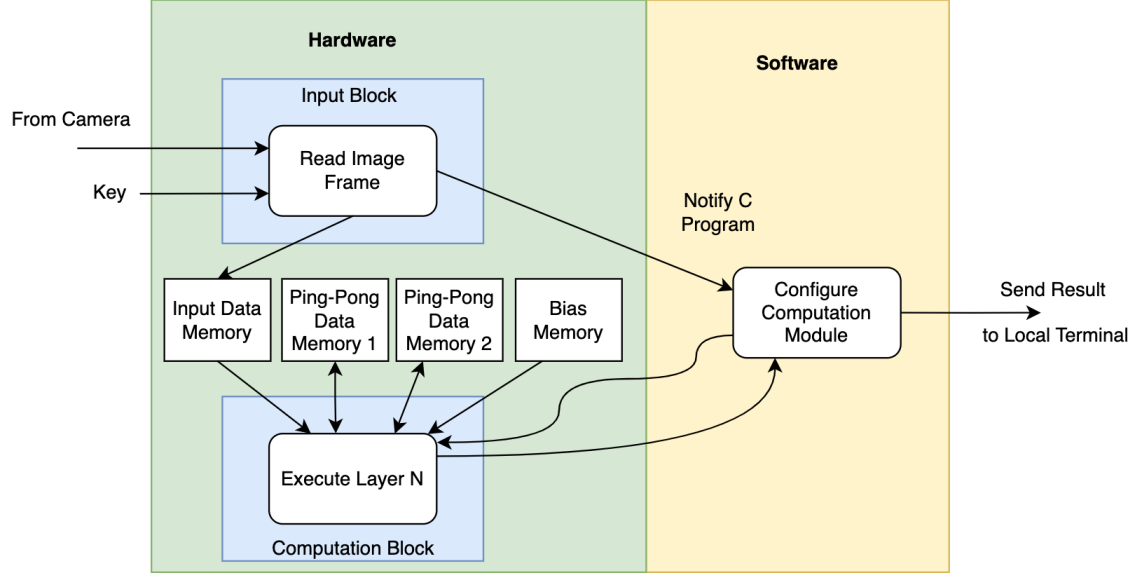 Hardware
Software
Input Block
From Camera
Read Image
Frame
Key
Notify C
Program
Input Data
Memory
Ping-Pong
Data
Memory 1
Ping-Pong
Data
Memory 2
Bias
Memory
Configure
Computation
Module
Send Result
to Local Terminal
Execute Layer N
Computation Block